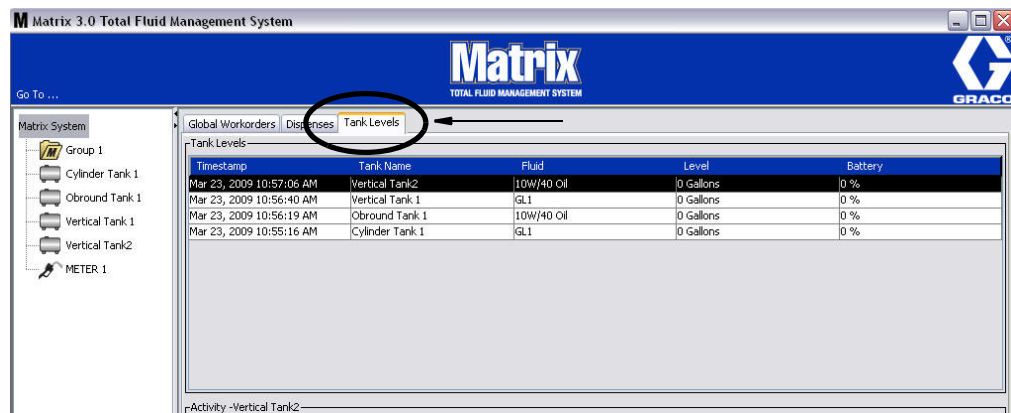 M Matrix 3.0 Total Fluid Management System
Matrix
TOTAL FLUID MANAGEMENT SYSTEM
Go To ...
GRACO
Matrix System
Group 1
Cylinder Tank 1
Obround Tank 1
Vertical Tank 1
Vertical Tank2
METER 1
Global Workorders Dispenses Tank Levels
Tank Levels
Timestamp Tank Name Fluid Level Battery
Mar 23, 2009 10:57:06 AM Vertical Tank2 10W/40 Oil 0 Gallons 0 %
Mar 23, 2009 10:56:40 AM Vertical Tank 1 GL1 0 Gallons 0 %
Mar 23, 2009 10:56:19 AM Obround Tank 1 10W/40 Oil 0 Gallons 0 %
Mar 23, 2009 10:55:16 AM Cylinder Tank 1 GL1 0 Gallons 0 %
Activity -Vertical Tank2